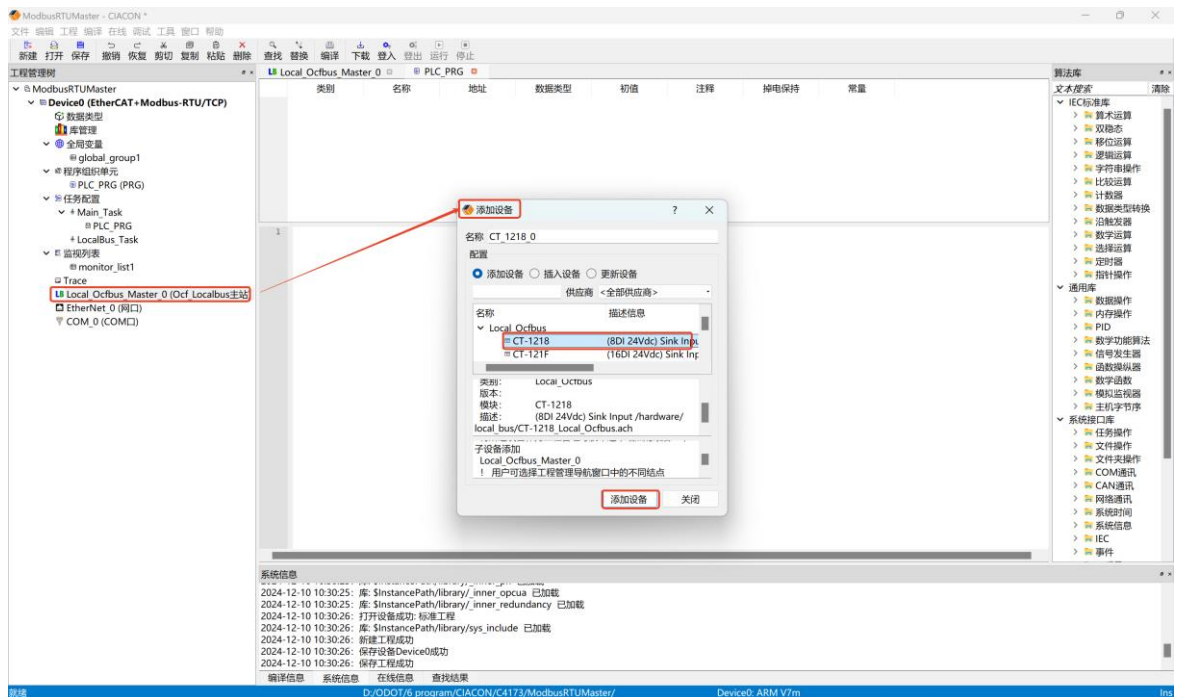 ModbusRTUMaster - CIACON *
文件 编辑 工程 编译 在线 调试 工具 窗口 帮助
新建 打开 保存 撤销 恢复 剪切 复制 粘贴 删除 查找 替换 编译 下载 登入 登出 运行 停止
工程管理树
ModbusRTUMaster
Device0 (EtherCAT+Modbus-RTU/TCP)
数据类型
库管理
全局变量
global_group1
程序组织单元
PLC_PRG (PRG)
任务配置
Main_Task
PLC_PRG
LocalBus_Task
监视列表
monitor_list1
Trace
Local_Ocfbus_Master_0 (Ocf_Localbus主站)
EtherNet_0 (网口)
COM_0 (COM口)
Local_Ocfbus_Master_0 PLC_PRG
类别 名称 地址 数据类型 初值 注释 掉电保持 常量
1
添加设备 ?
名称 CT_1218_0
配置
添加设备 插入设备 更新设备
供应商 <全部供应商>
名称 描述信息
Local_Ocfbus
CT-1218 (8DI 24Vdc) Sink Inpu
CT-121F (16DI 24Vdc) Sink Inp
类别: Local_Ocfbus
版本:
模块: CT-1218
描述: (8DI 24Vdc) Sink Input /hardware/
local_bus/CT-1218_Local_Ocfbus.ach
子设备添加
Local_Ocfbus_Master_0
! 用户可选择工程管理导航窗口中的不同结点
添加设备 关闭
算法库
文本搜索 清除
IEC标准库
算术运算
双稳态
移位运算
逻辑运算
字符串操作
比较运算
计数器
数据类型转换
沿触发器
数学运算
选择运算
定时器
指针操作
通用库
数据操作
内存操作
PID
数学功能算法
信号发生器
函数操纵器
数学函数
模拟监视器
主机字节序
系统接口库
任务操作
文件操作
文件夹操作
COM通讯
CAN通讯
网络通讯
系统时间
系统信息
IEC
事件
系统信息
2024-12-10 10:30:25: 库: $InstancePath/library/_inner_opcua 已加载
2024-12-10 10:30:25: 库: $InstancePath/library/_inner_redundancy 已加载
2024-12-10 10:30:26: 打开设备成功: 标准工程
2024-12-10 10:30:26: 库: $InstancePath/library/sys_include 已加载
2024-12-10 10:30:26: 新建工程成功
2024-12-10 10:30:26: 保存设备Device0成功
2024-12-10 10:30:26: 保存工程成功
编译信息 系统信息 在线信息 查找结果
就绪 D:/ODOT/6 program/CIACON/C4173/ModbusRTUMaster/ Device0: ARM V7m Ins